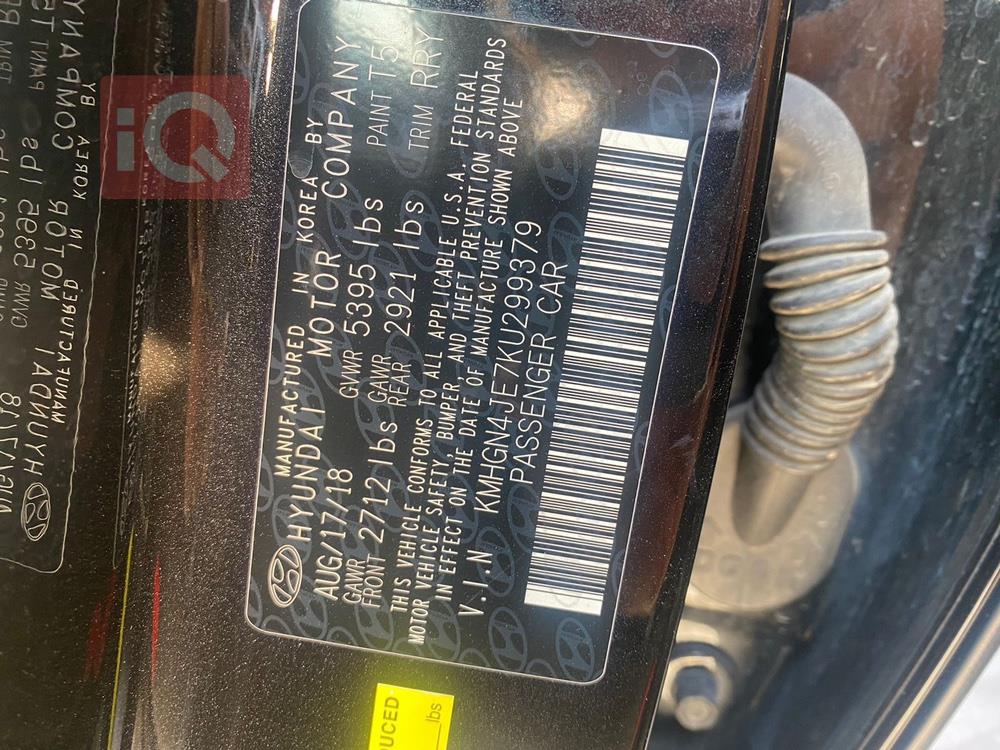 MANUFACTURED IN KOREA BY
HYUNDAI MOTOR COMPANY
AUG/17/18 GVWR 5395 lbs PAINT T5
GAWR FRONT 2712 lbs GAWR REAR 2921 lbs TRIM RRY
THIS VEHICLE CONFORMS TO ALL APPLICABLE U.S.A. FEDERAL
MOTOR VEHICLE SAFETY, BUMPER AND THEFT PREVENTION STANDARDS
IN EFFECT ON THE DATE OF MANUFACTURE SHOWN ABOVE
V.I.N KMHGN4JE7KU299379
PASSENGER CAR
iQ
UCED
lbs